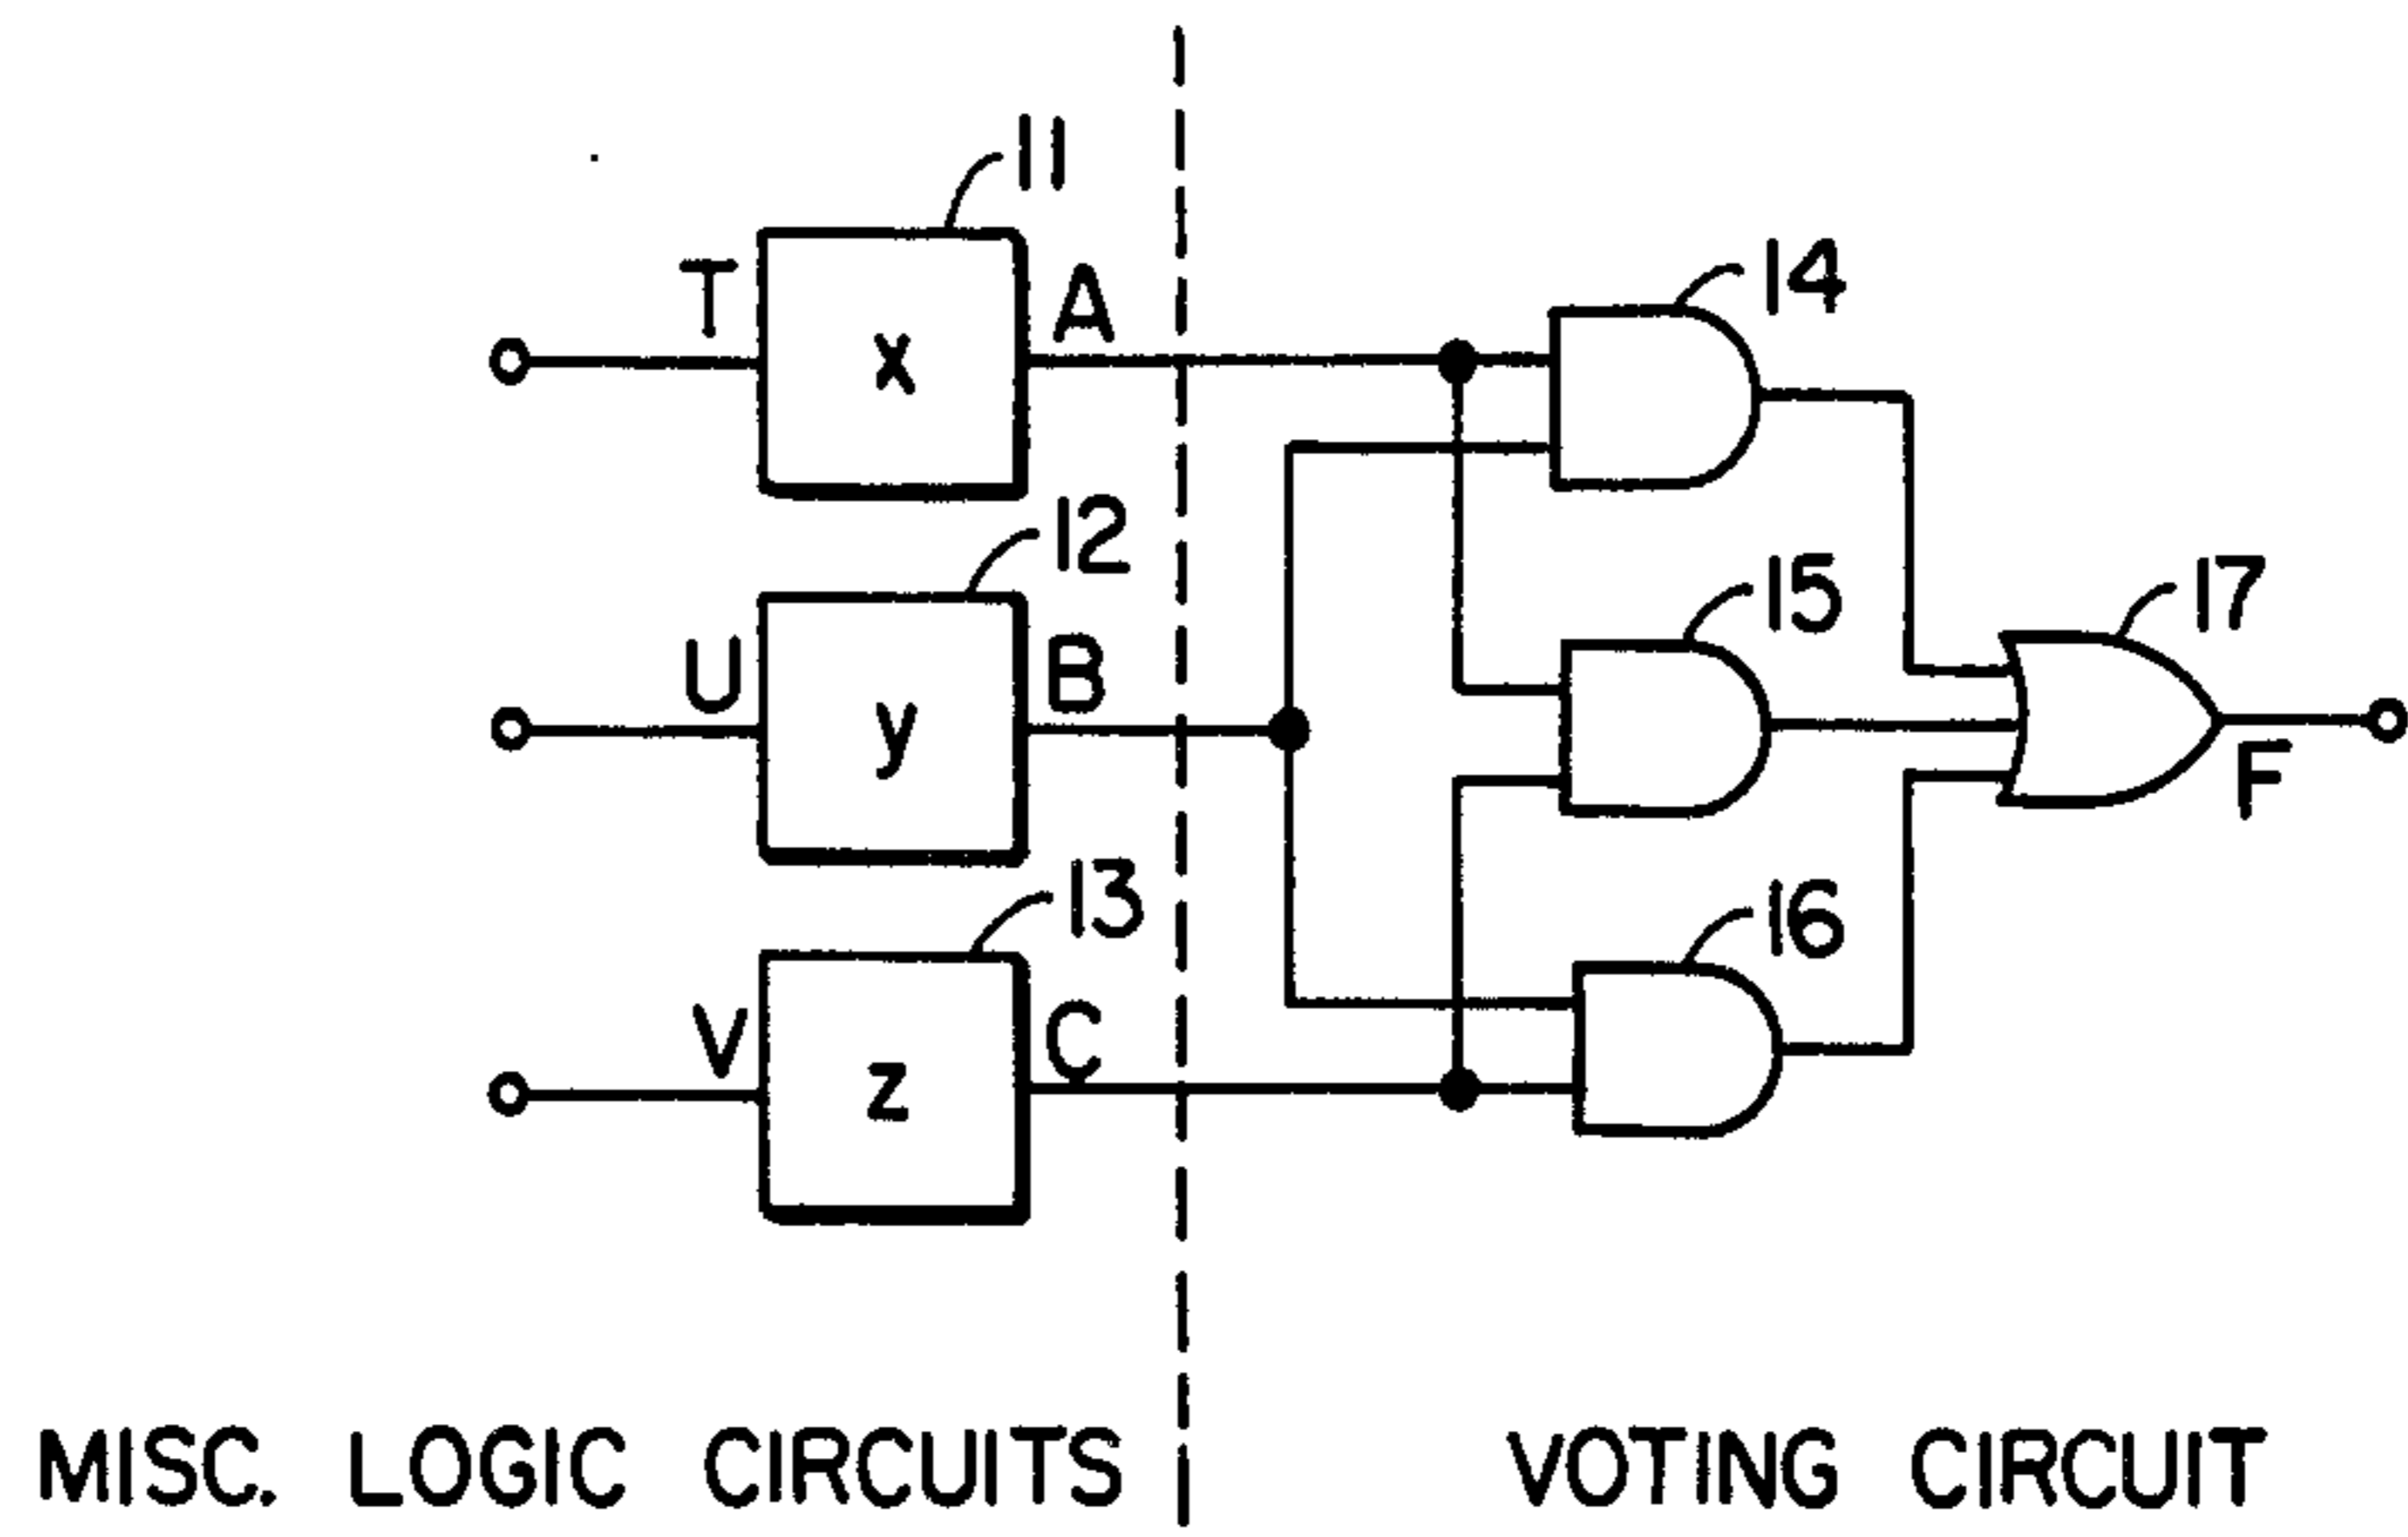 11
T
x
A
14
12
U
y
B
15
17
F
13
V
z
C
16
MISC. LOGIC CIRCUITS
VOTING CIRCUIT